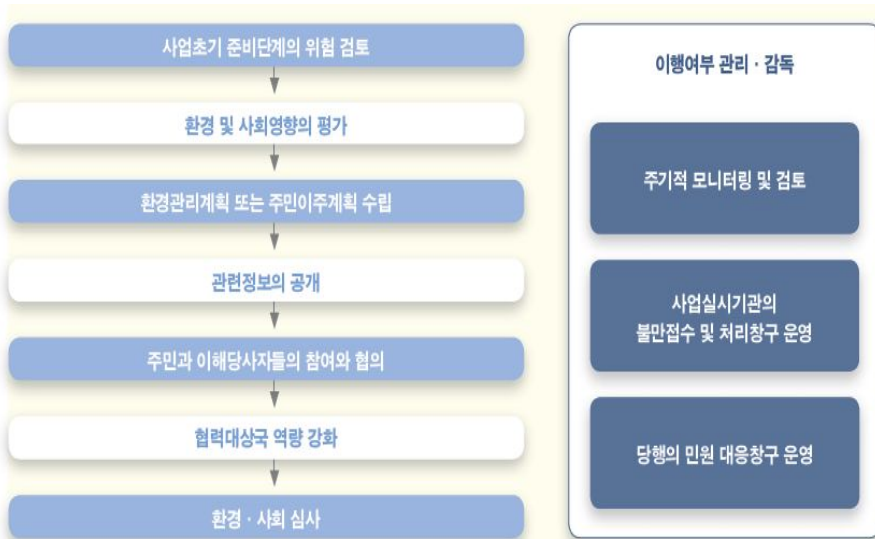 사업초기 준비단계의 위험 검토
환경 및 사회영향의 평가
환경관리계획 또는 주민이주계획 수립
관련정보의 공개
주민과 이해당사자들의 참여와 협의
협력대상국 역량 강화
환경 · 사회 심사
이행여부 관리 · 감독
주기적 모니터링 및 검토
사업실시기관의
불만접수 및 처리창구 운영
당행의 민원 대응창구 운영